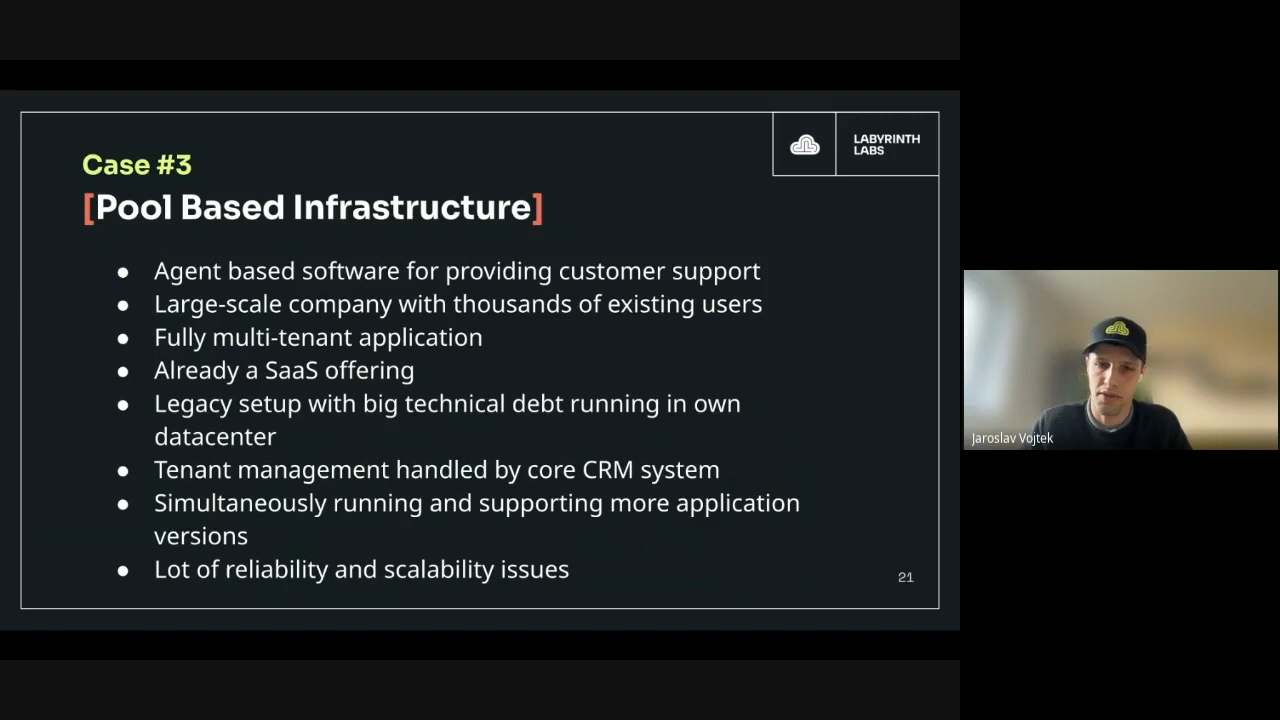 Case #3
[Pool Based Infrastructure]
LABYRINTH
LABS
● Agent based software for providing customer support
● Large-scale company with thousands of existing users
● Fully multi-tenant application
● Already a SaaS offering
● Legacy setup with big technical debt running in own
datacenter
● Tenant management handled by core CRM system
● Simultaneously running and supporting more application
versions
● Lot of reliability and scalability issues
21
Jaroslav Vojtek